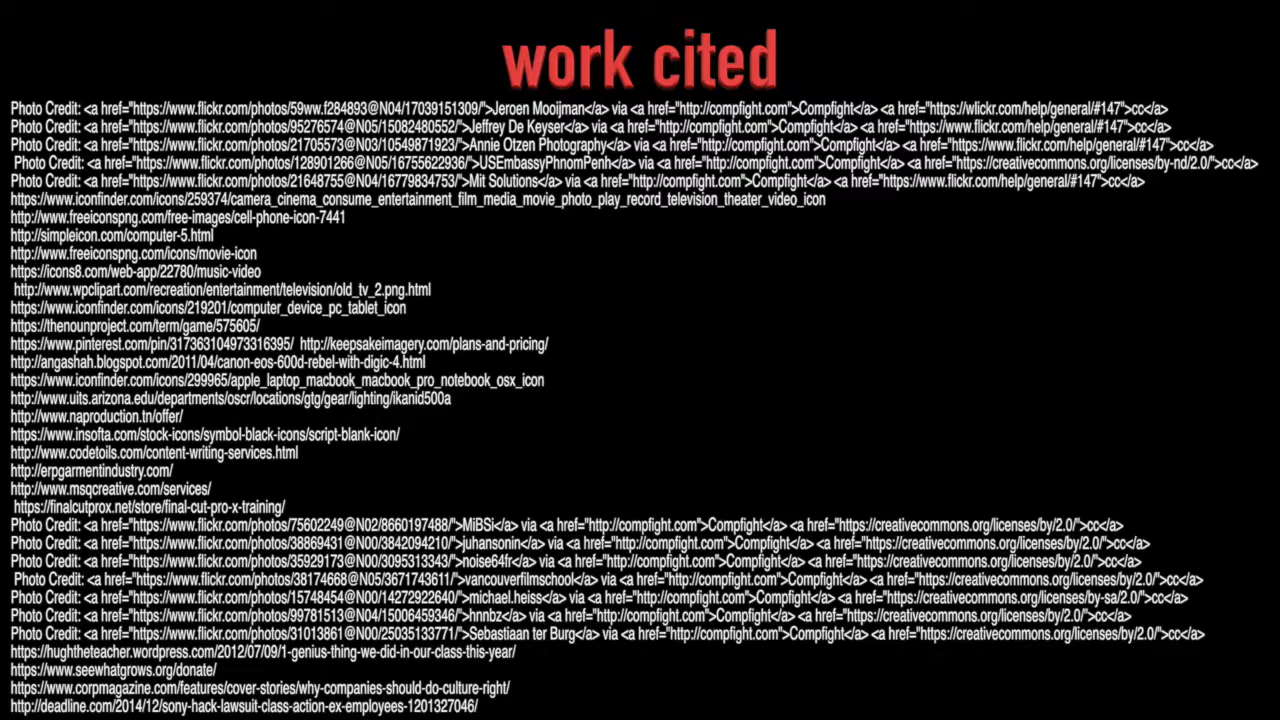 work cited
Photo Credit: <a href="https://www.flickr.com/photos/59ww.f284893@N04/17039151309/">Jeroen Mooijman</a> via <a href="http://compfight.com">Compfight</a> <a href="https://wlickr.com/help/general/#147">cc</a>
Photo Credit: <a href="https://www.flickr.com/photos/95276574@N05/15082480552/">Jeffrey De Keyser</a> via <a href="http://compfight.com">Compfight</a> <a href="https://www.flickr.com/help/general/#147">cc</a>
Photo Credit: <a href="https://www.flickr.com/photos/21705573@N03/10549871923/">Annie Otzen Photography</a> via <a href="http://compfight.com">Compfight</a> <a href="https://www.flickr.com/help/general/#147">cc</a>
Photo Credit: <a href="https://www.flickr.com/photos/128901266@N05/16755622936/">USEmbassyPhnomPenh</a> via <a href="http://compfight.com">Compfight</a> <a href="https://creativecommons.org/licenses/by-nd/2.0/">cc</a>
Photo Credit: <a href="https://www.flickr.com/photos/21648755@N04/16779834753/">Mit Solutions</a> via <a href="http://compfight.com">Compfight</a> <a href="https://www.flickr.com/help/general/#147">cc</a>
https://www.iconfinder.com/icons/259374/camera_cinema_consume_entertainment_film_media_movie_photo_play_record_television_theater_video_icon
http://www.freeiconspng.com/free-images/cell-phone-icon-7441
http://simpleicon.com/computer-5.html
http://www.freeiconspng.com/icons/movie-icon
https://icons8.com/web-app/22780/music-video
http://www.wpclipart.com/recreation/entertainment/television/old_tv_2.png.html
https://www.iconfinder.com/icons/219201/computer_device_pc_tablet_icon
https://thenounproject.com/term/game/575605/
https://www.pinterest.com/pin/317363104973316395/ http://keepsakeimagery.com/plans-and-pricing/
http://angashah.blogspot.com/2011/04/canon-eos-600d-rebel-with-digic-4.html
https://www.iconfinder.com/icons/299965/apple_laptop_macbook_macbook_pro_notebook_osx_icon
http://www.uits.arizona.edu/departments/oscr/locations/gtg/gear/lighting/ikanid500a
http://www.naproduction.tn/offer/
https://www.insofta.com/stock-icons/symbol-black-icons/script-blank-icon/
http://www.codetoils.com/content-writing-services.html
http://erpgarmentindustry.com/
http://www.msqcreative.com/services/
https://finalcutprox.net/store/final-cut-pro-x-training/
Photo Credit: <a href="https://www.flickr.com/photos/75602249@N02/8660197488/">MiBSi</a> via <a href="http://compfight.com">Compfight</a> <a href="https://creativecommons.org/licenses/by/2.0/">cc</a>
Photo Credit: <a href="https://www.flickr.com/photos/38869431@N00/3842094210/">juhansonin</a> via <a href="http://compfight.com">Compfight</a> <a href="https://creativecommons.org/licenses/by/2.0/">cc</a>
Photo Credit: <a href="https://www.flickr.com/photos/35929173@N00/3095313343/">noise64fr</a> via <a href="http://compfight.com">Compfight</a> <a href="https://creativecommons.org/licenses/by/2.0/">cc</a>
Photo Credit: <a href="https://www.flickr.com/photos/38174668@N05/3671743611/">vancouverfilmschool</a> via <a href="http://compfight.com">Compfight</a> <a href="https://creativecommons.org/licenses/by/2.0/">cc</a>
Photo Credit: <a href="https://www.flickr.com/photos/15748454@N00/14272922640/">michael.heiss</a> via <a href="http://compfight.com">Compfight</a> <a href="https://creativecommons.org/licenses/by-sa/2.0/">cc</a>
Photo Credit: <a href="https://www.flickr.com/photos/99781513@N04/15006459346/">hnnbz</a> via <a href="http://compfight.com">Compfight</a> <a href="https://creativecommons.org/licenses/by/2.0/">cc</a>
Photo Credit: <a href="https://www.flickr.com/photos/31013861@N00/25035133771/">Sebastiaan ter Burg</a> via <a href="http://compfight.com">Compfight</a> <a href="https://creativecommons.org/licenses/by/2.0/">cc</a>
https://hughtheteacher.wordpress.com/2012/07/09/1-genius-thing-we-did-in-our-class-this-year/
https://www.seewhatgrows.org/donate/
https://www.corpmagazine.com/features/cover-stories/why-companies-should-do-culture-right/
http://deadline.com/2014/12/sony-hack-lawsuit-class-action-ex-employees-1201327046/